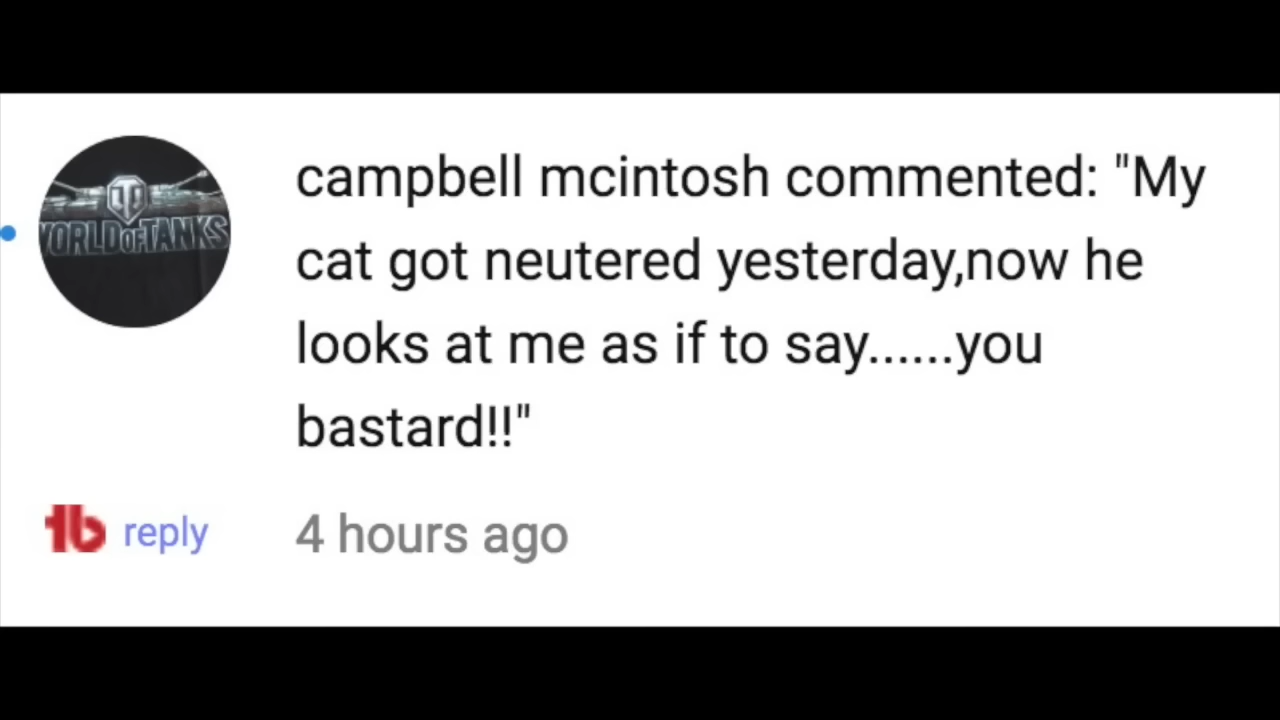 WORLD OF TANKS
campbell mcintosh commented: "My
cat got neutered yesterday,now he
looks at me as if to say......you
bastard!!"
tb reply 4 hours ago